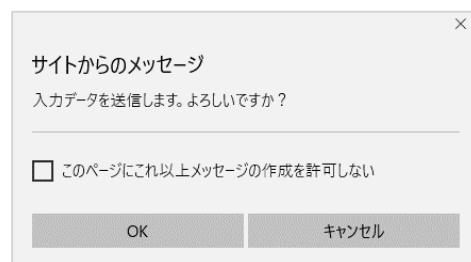 サイトからのメッセージ
入力データを送信します。よろしいですか？
このページにこれ以上メッセージの作成を許可しない
OK
キャンセル